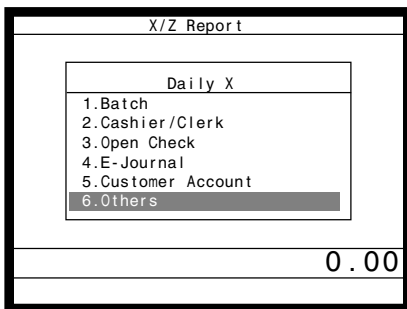 X/Z Report
Daily X
1.Batch
2.Cashier/Clerk
3.Open Check
4.E-Journal
5.Customer Account
6.Others
0.00